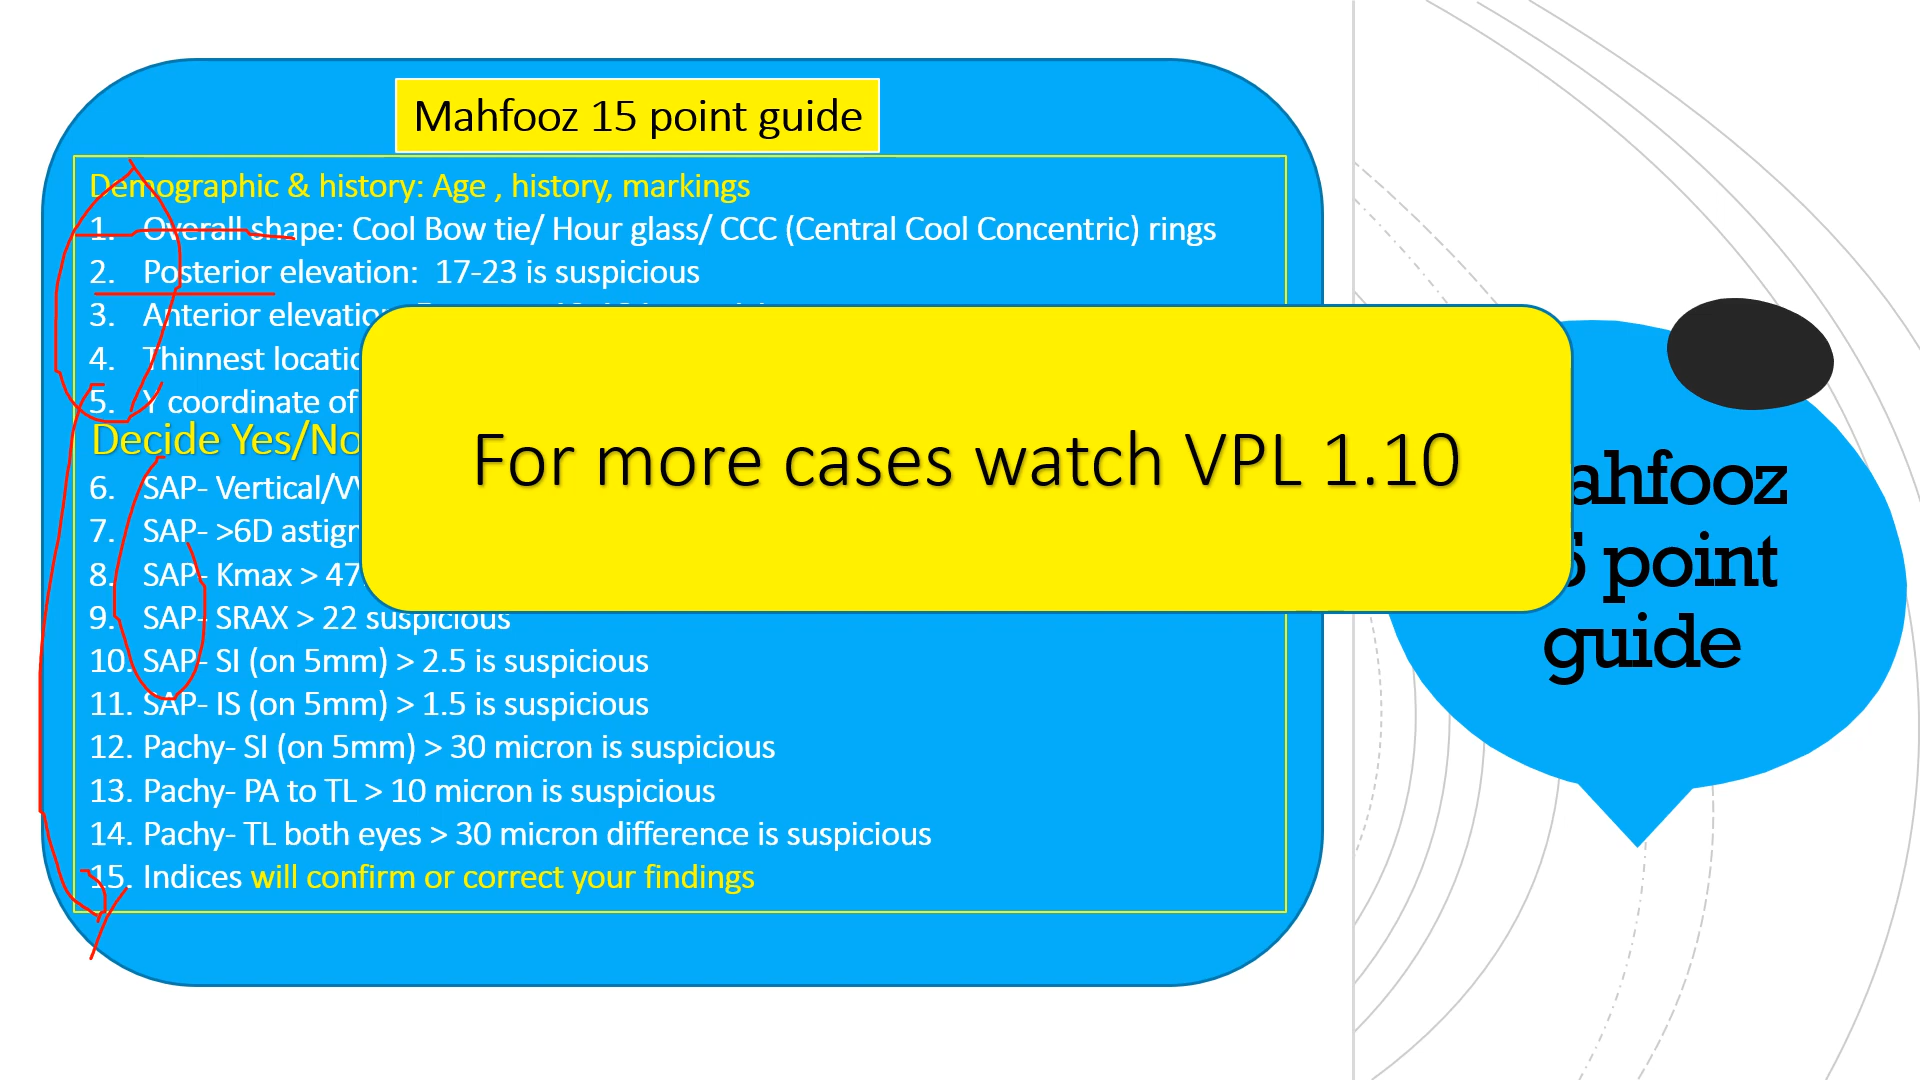 Mahfooz 15 point guide
Demographic & history: Age , history, markings
1. Overall shape: Cool Bow tie/ Hour glass/ CCC (Central Cool Concentric) rings
2. Posterior elevation: 17-23 is suspicious
3. Anterior
4. Thinnest
5. Y coordinate of
Decide Yes/No
6. SAP- Vertical/
7. SAP- >6D
8. SAP- Kmax > 47
9. SAP- SRAX > 22 suspicious
10. SAP- SI (on 5mm) > 2.5 is suspicious
11. SAP- IS (on 5mm) > 1.5 is suspicious
12. Pachy- SI (on 5mm) > 30 micron is suspicious
13. Pachy- PA to TL > 10 micron is suspicious
14. Pachy- TL both eyes > 30 micron difference is suspicious
15. Indices will confirm or correct your findings
For more cases watch VPL 1.10
ahfooz
point
guide